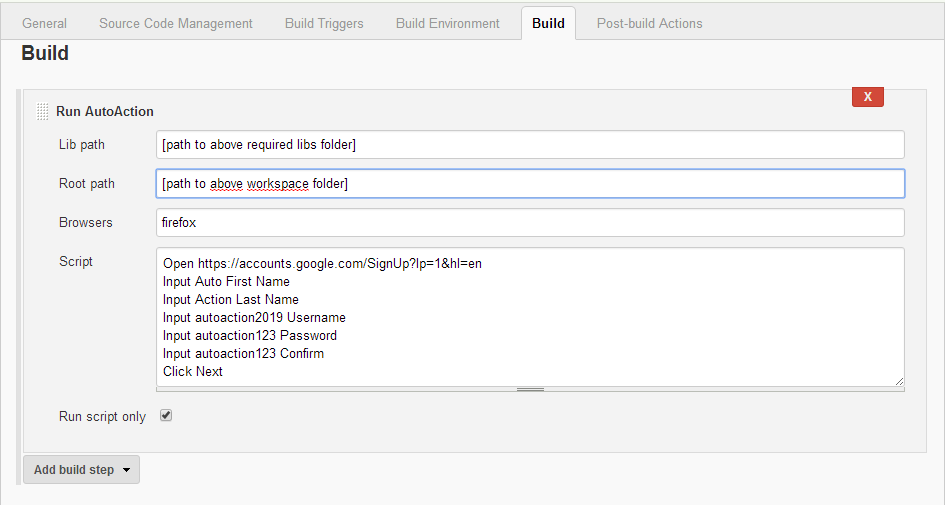 General Source Code Management Build Triggers Build Environment Build Post-build Actions
Build
X
Run AutoAction
Lib path [path to above required libs folder]
Root path [path to above workspace folder]
Browsers firefox
Script Open https://accounts.google.com/SignUp?lp=1&hl=en
Input Auto First Name
Input Action Last Name
Input autoaction2019 Username
Input autoaction123 Password
Input autoaction123 Confirm
Click Next
Run script only
Add build step